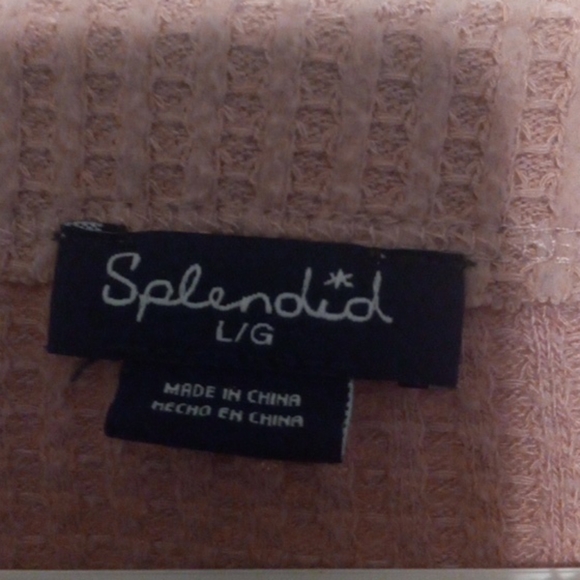 Splendid
L/G
MADE IN CHINA
HECHO EN CHINA